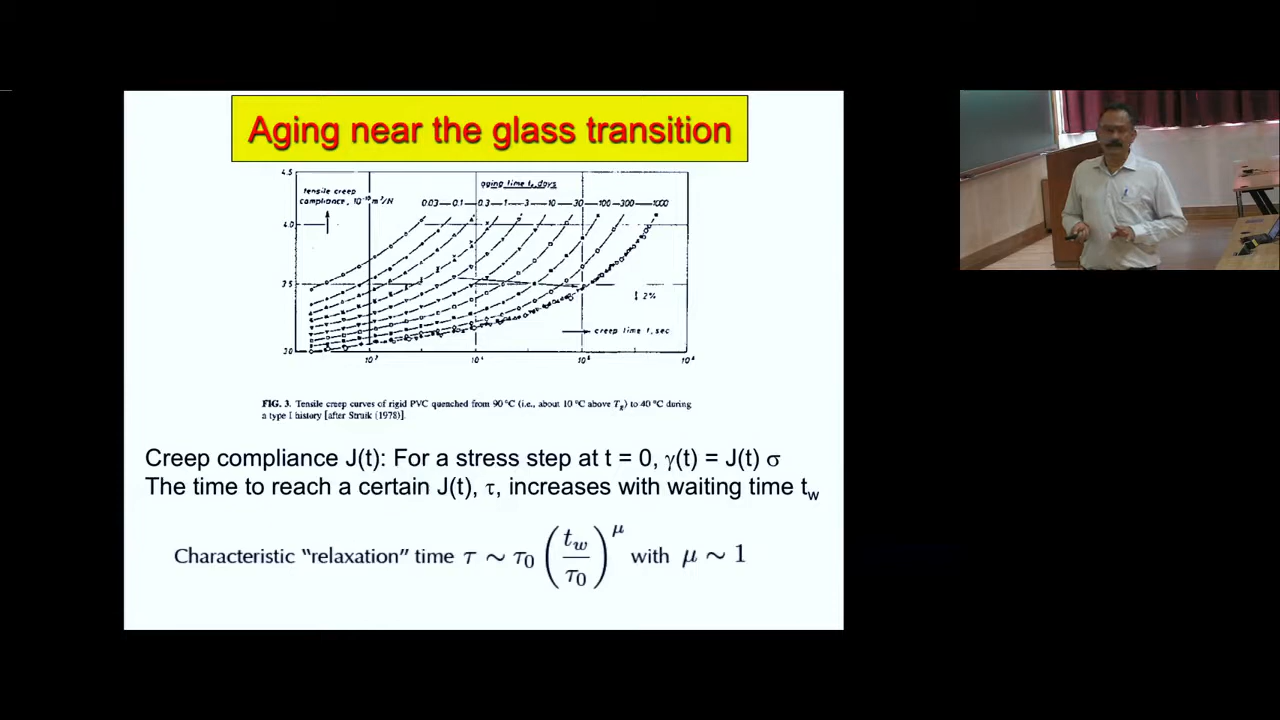 Aging near the glass transition
4.5
tensile creep
compliance, 10⁻¹⁰ m²/N
aging time tₑ, days
0.03 — 0.1 — 0.3 — 1 — 3 — 10 — 30 — 100 — 300 — 1000
4.0
3.5
↕ 2%
creep time t, sec
3.0
FIG. 3. Tensile creep curves of rigid PVC quenched from 90 °C (i.e., about 10 °C above Tg) to 40 °C during
a type I history [after Struik (1978)].
Creep compliance J(t): For a stress step at t = 0, γ(t) = J(t) σ
The time to reach a certain J(t), τ, increases with waiting time tw
Characteristic “relaxation” time τ ∼ τ0 (tw/τ0)^μ with μ ∼ 1